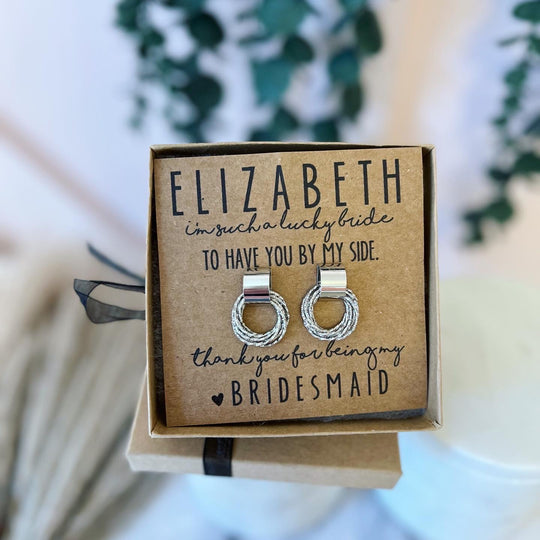 ELIZABETH
i'm such a lucky bride
TO HAVE YOU BY MY SIDE.
thank you for being my
♥ BRIDESMAID